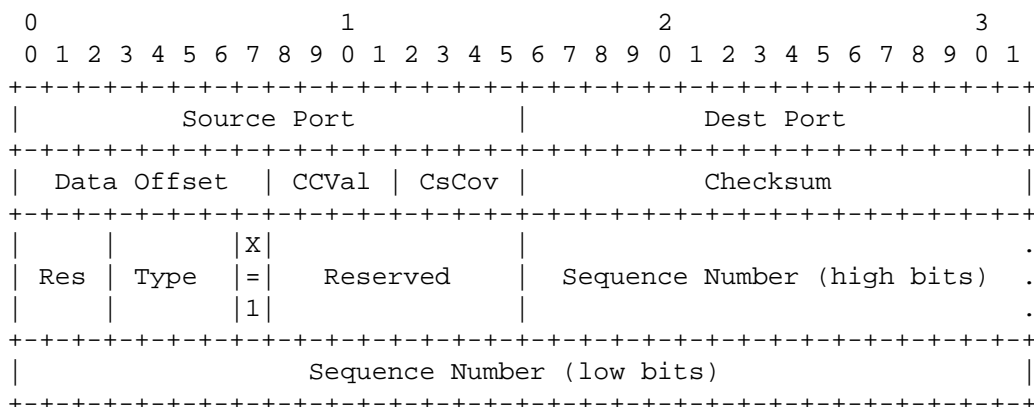 0                   1                   2                   3
 0 1 2 3 4 5 6 7 8 9 0 1 2 3 4 5 6 7 8 9 0 1 2 3 4 5 6 7 8 9 0 1
+-+-+-+-+-+-+-+-+-+-+-+-+-+-+-+-+-+-+-+-+-+-+-+-+-+-+-+-+-+-+-+-+
|          Source Port          |           Dest Port           |
+-+-+-+-+-+-+-+-+-+-+-+-+-+-+-+-+-+-+-+-+-+-+-+-+-+-+-+-+-+-+-+-+
|  Data Offset  | CCVal | CsCov |           Checksum            |
+-+-+-+-+-+-+-+-+-+-+-+-+-+-+-+-+-+-+-+-+-+-+-+-+-+-+-+-+-+-+-+-+
|     |       |X|               |                               .
| Res | Type  |=|   Reserved    |  Sequence Number (high bits)  .
|     |       |1|               |                               .
+-+-+-+-+-+-+-+-+-+-+-+-+-+-+-+-+-+-+-+-+-+-+-+-+-+-+-+-+-+-+-+-+
|                  Sequence Number (low bits)                   |
+-+-+-+-+-+-+-+-+-+-+-+-+-+-+-+-+-+-+-+-+-+-+-+-+-+-+-+-+-+-+-+-+